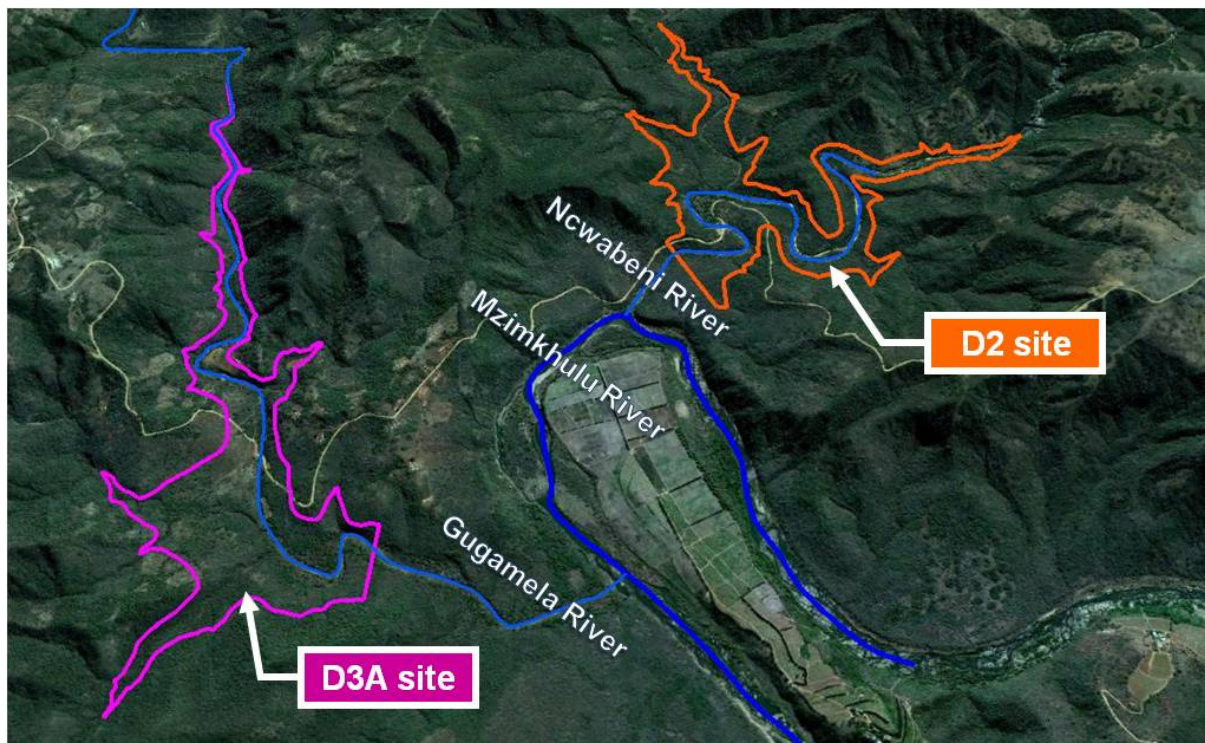 Ncwabeni River
Mzimkhulu River
D2 site
Gugamela River
D3A site